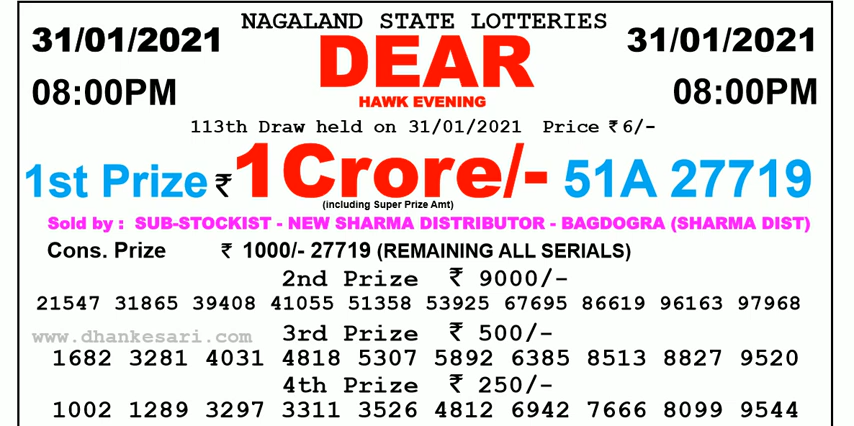 NAGALAND STATE LOTTERIES
31/01/2021 DEAR 31/01/2021
08:00PM HAWK EVENING 08:00PM
113th Draw held on 31/01/2021 Price ₹ 6/-
1st Prize ₹ 1Crore/- 51A 27719
(including Super Prize Amt)
Sold by : SUB-STOCKIST - NEW SHARMA DISTRIBUTOR - BAGDOGRA (SHARMA DIST)
Cons. Prize ₹ 1000/- 27719 (REMAINING ALL SERIALS)
2nd Prize ₹ 9000/-
21547 31865 39408 41055 51358 53925 67695 86619 96163 97968
www.dhankesari.com 3rd Prize ₹ 500/-
1682 3281 4031 4818 5307 5892 6385 8513 8827 9520
4th Prize ₹ 250/-
1002 1289 3297 3311 3526 4812 6942 7666 8099 9544